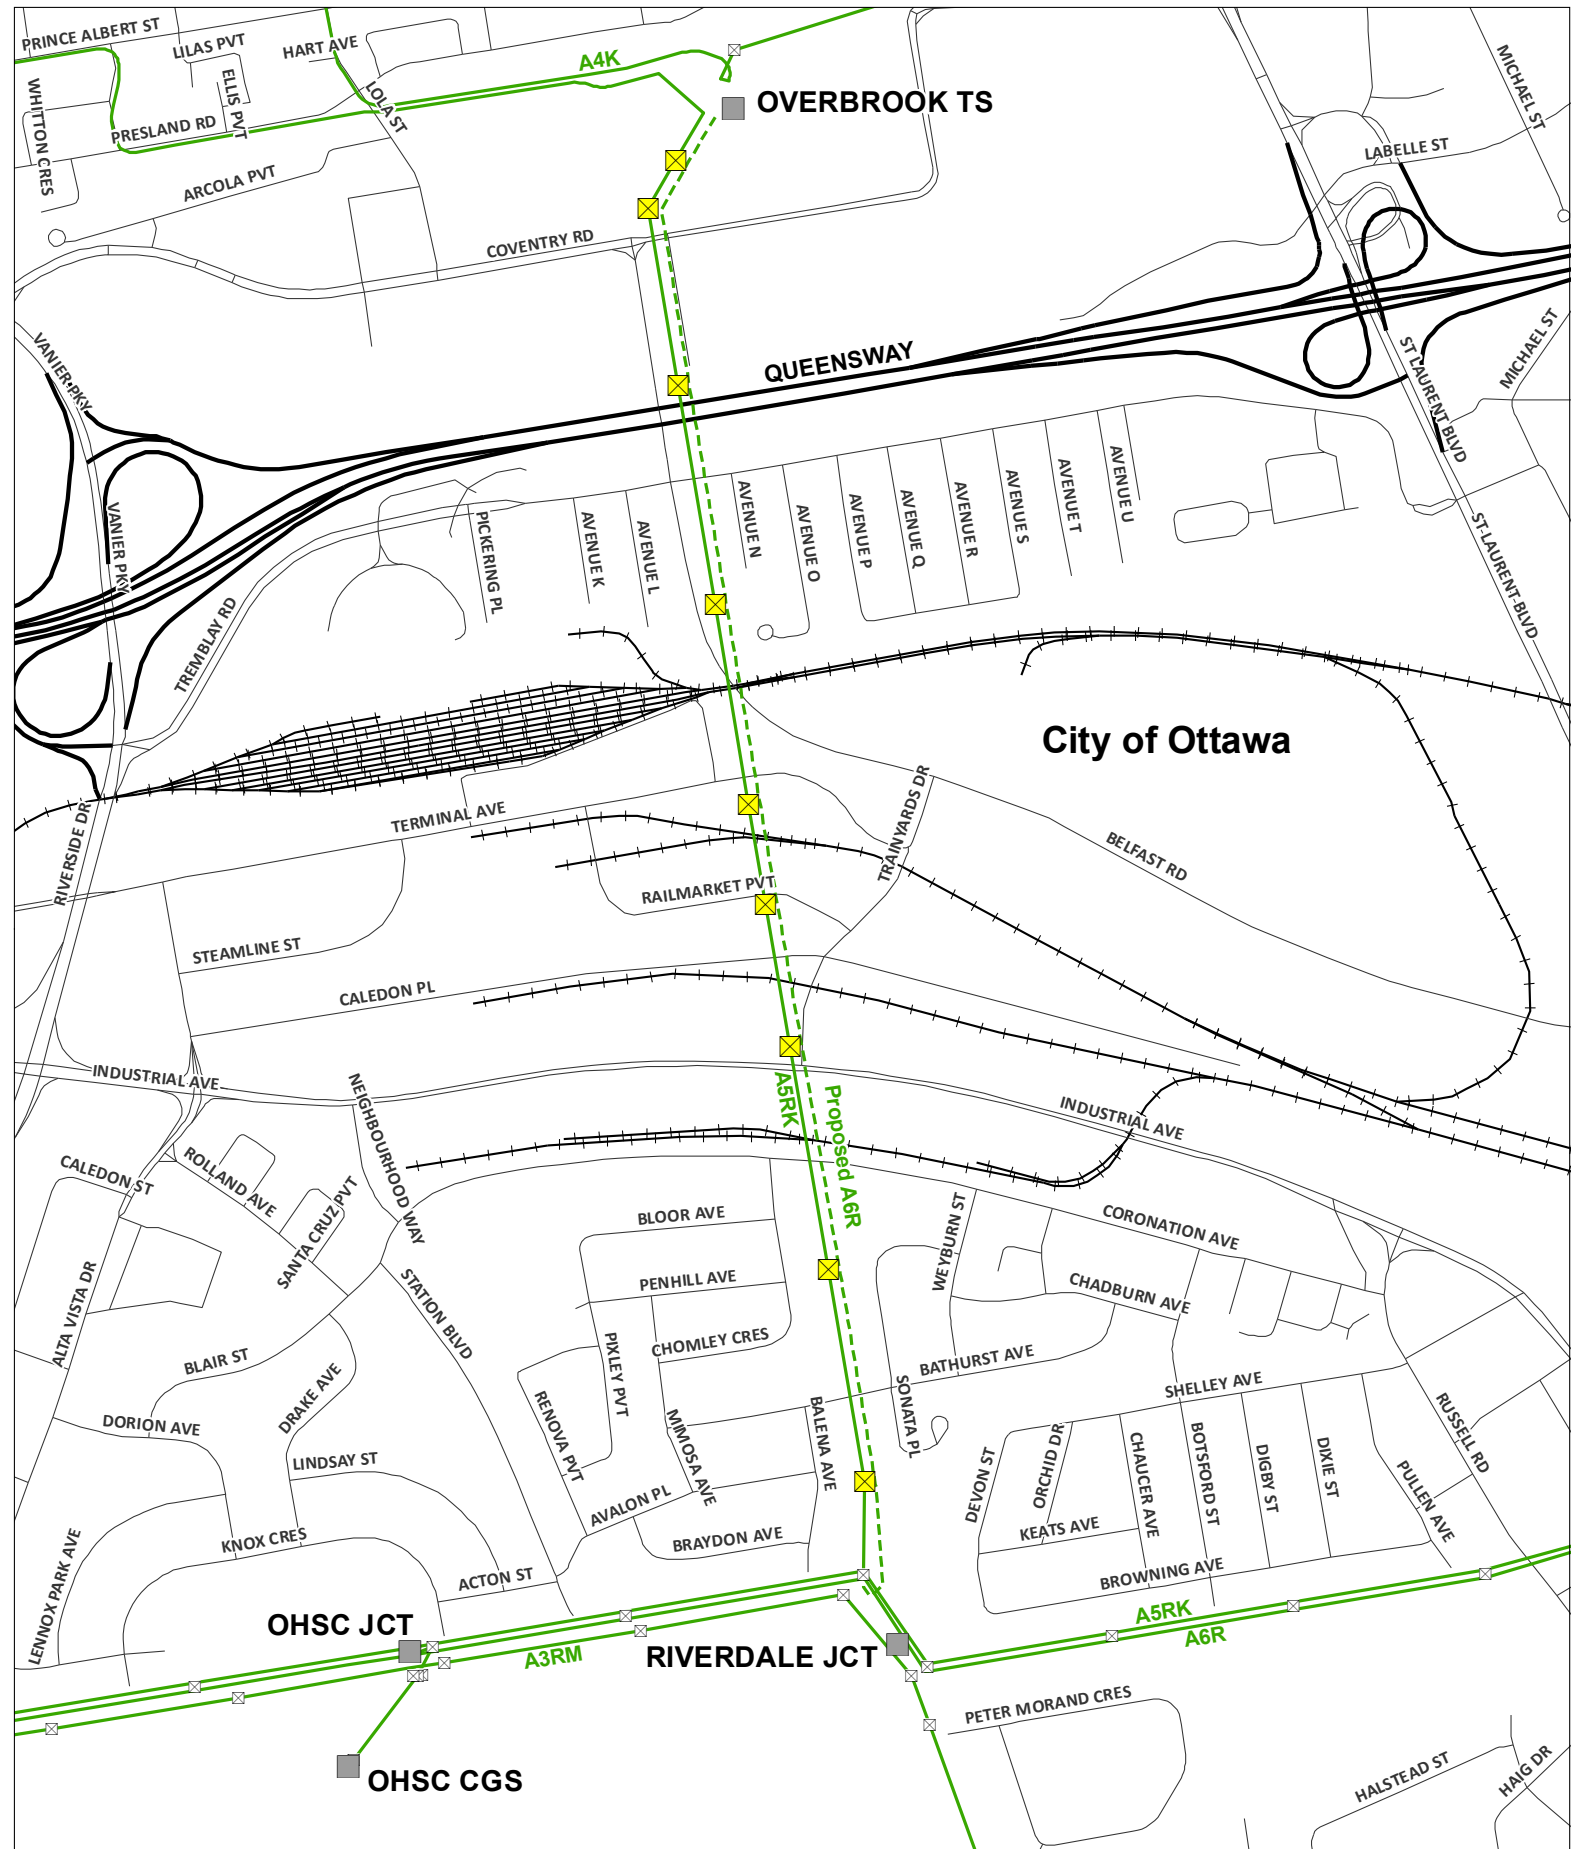 PRINCE ALBERT ST
LILAS PVT
HART AVE
A4K
MICHAEL ST
WHITTON CRES
ELLIS PVT
LOLA ST
OVERBROOK TS
PRESLAND RD
LABELLE ST
ARCOLA PVT
COVENTRY RD
VANIER PKY
QUEENSWAY
ST LAURENT BLVD
MICHAEL ST
VANIER PKY
PICKERING PL
AVENUE K
AVENUE L
AVENUE N
AVENUE O
AVENUE P
AVENUE Q
AVENUE R
AVENUE S
AVENUE T
AVENUE U
ST-LAURENT-BLVD
TREMBLAY RD
City of Ottawa
RIVERSIDE DR
TERMINAL AVE
TRAINYARDS DR
BELFAST RD
RAILMARKET PVT
STEAMLINE ST
CALEDON PL
INDUSTRIAL AVE
NEIGHBOURHOOD WAY
A5RK
Proposed A6R
INDUSTRIAL AVE
CALEDON ST
ROLLAND AVE
SANTA CRUZ PVT
BLOOR AVE
WEYBURN ST
CORONATION AVE
ALTA VISTA DR
STATION BLVD
PENHILL AVE
CHADBURN AVE
BLAIR ST
PIXLEY PVT
CHOMLEY CRES
BATHURST AVE
DRAKE AVE
RENOVA PVT
MIMOSA AVE
BALENA AVE
SONATA PL
SHELLEY AVE
RUSSELL RD
DORION AVE
LINDSAY ST
DEVON ST
ORCHID DR
CHAUCER AVE
BOTSFORD ST
DIGBY ST
DIXIE ST
PULLEN AVE
AVALON PL
KNOX CRES
BRAYDON AVE
KEATS AVE
LENNOX PARK AVE
ACTON ST
BROWNING AVE
OHSC JCT
A3RM
RIVERDALE JCT
A5RK
A6R
PETER MORAND CRES
OHSC CGS
HALSTEAD ST
HAIG DR